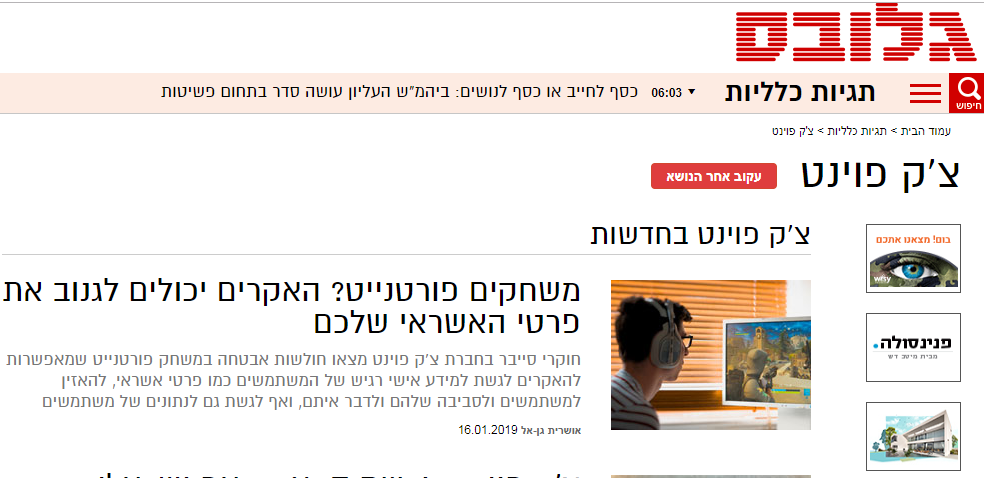 גלובס
חיפוש
תגיות כלליות
06:03 כסף לחייב או כסף לנושים: ביהמ"ש העליון עושה סדר בתחום פשיטות
עמוד הבית > תגיות כלליות > צ'ק פוינט
צ'ק פוינט
עקוב אחר הנושא
צ'ק פוינט בחדשות
משחקים פורטנייט? האקרים יכולים לגנוב את
פרטי האשראי שלכם
חוקרי סייבר בחברת צ'ק פוינט מצאו חולשות אבטחה במשחק פורטנייט שמאפשרות
להאקרים לגשת למידע אישי רגיש של המשתמשים כמו פרטי אשראי, להאזין
למשתמשים ולסביבה שלהם ולדבר איתם, ואף לגשת גם לנתונים של משתמשים
אושרית גן-אל 16.01.2019
בום! מצאנו אתכם
פנינסולה.
מבית מיטב דש